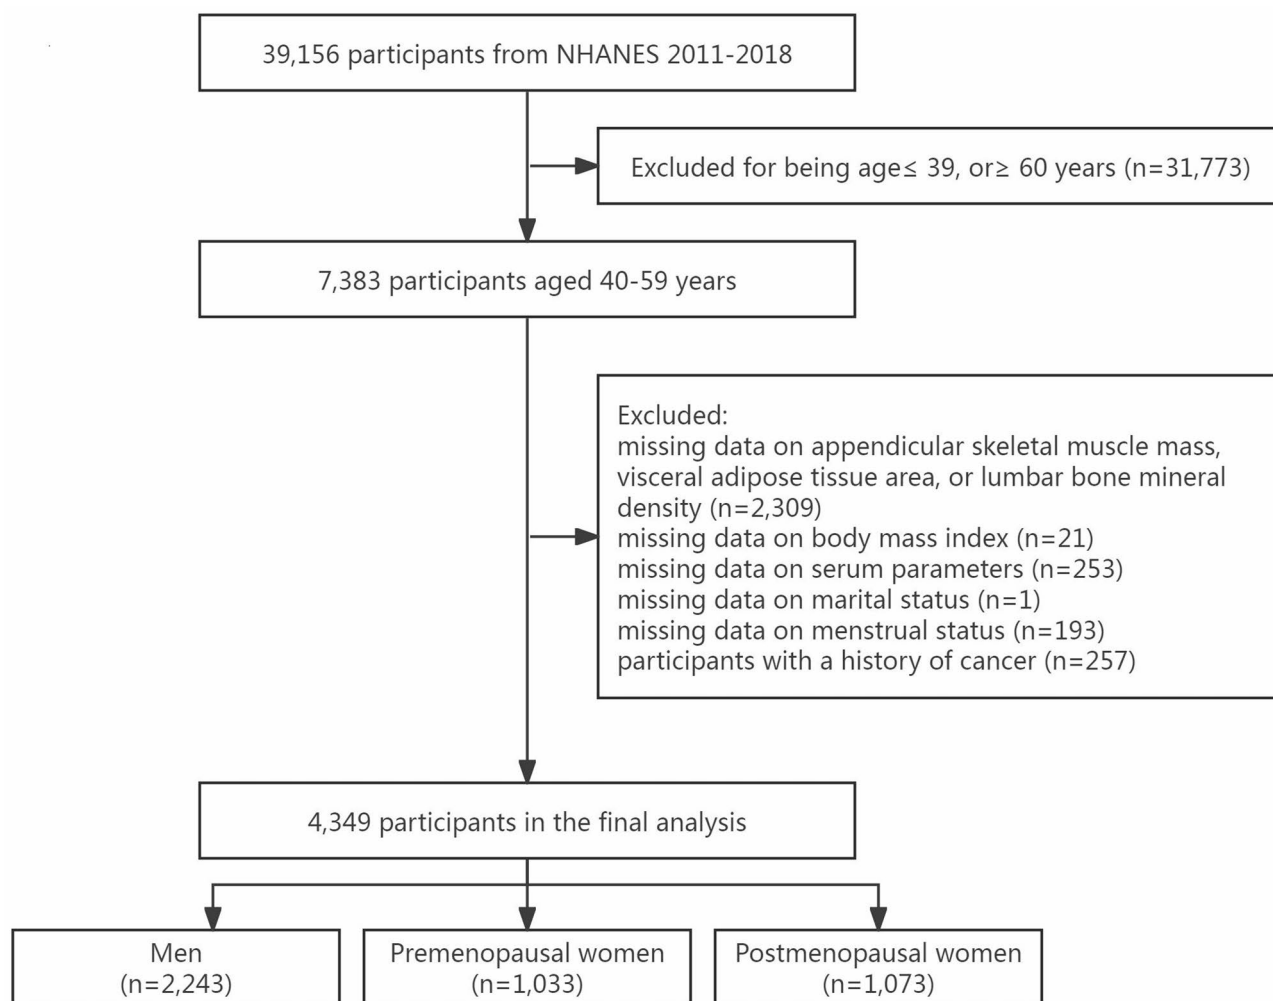 39,156 participants from NHANES 2011-2018
Excluded for being age≤ 39, or≥ 60 years (n=31,773)
7,383 participants aged 40-59 years
Excluded:
missing data on appendicular skeletal muscle mass,
visceral adipose tissue area, or lumbar bone mineral
density (n=2,309)
missing data on body mass index (n=21)
missing data on serum parameters (n=253)
missing data on marital status (n=1)
missing data on menstrual status (n=193)
participants with a history of cancer (n=257)
4,349 participants in the final analysis
Men
(n=2,243)
Premenopausal women
(n=1,033)
Postmenopausal women
(n=1,073)